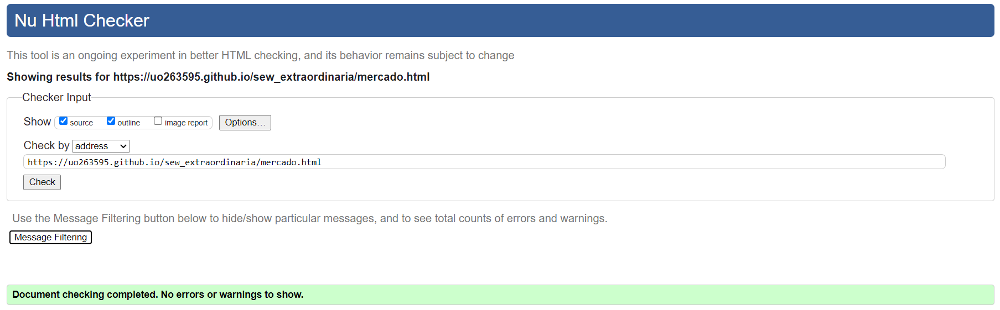 Nu Html Checker
This tool is an ongoing experiment in better HTML checking, and its behavior remains subject to change
Showing results for https://uo263595.github.io/sew_extraordinaria/mercado.html
Checker Input
Show source outline image report Options…
Check by address
https://uo263595.github.io/sew_extraordinaria/mercado.html
Check
Use the Message Filtering button below to hide/show particular messages, and to see total counts of errors and warnings.
Message Filtering
Document checking completed. No errors or warnings to show.